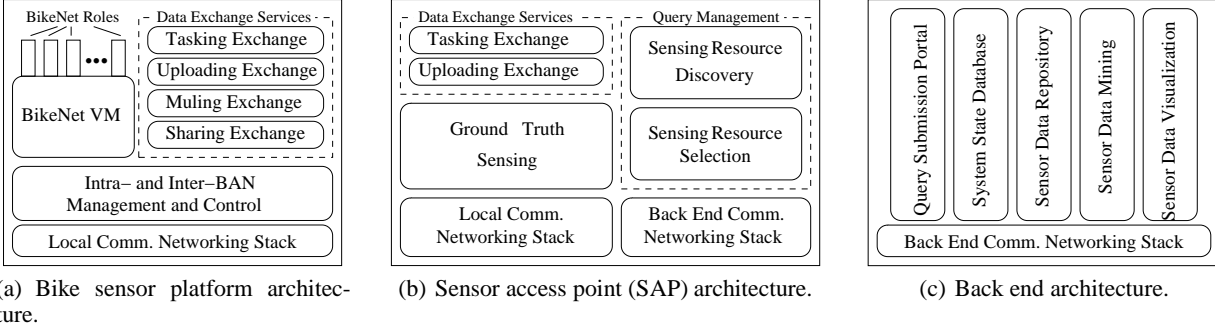 BikeNet Roles
BikeNet VM
Data Exchange Services
Tasking Exchange
Uploading Exchange
Muling Exchange
Sharing Exchange
Intra− and Inter−BAN
Management and Control
Local Comm. Networking Stack
(a) Bike sensor platform architec-
ture.
Data Exchange Services
Tasking Exchange
Uploading Exchange
Ground Truth
Sensing
Query Management
Sensing Resource
Discovery
Sensing Resource
Selection
Local Comm.
Networking Stack
Back End Comm.
Networking Stack
(b) Sensor access point (SAP) architecture.
Query Submission Portal
System State Database
Sensor Data Repository
Sensor Data Mining
Sensor Data Visualization
Back End Comm. Networking Stack
(c) Back end architecture.